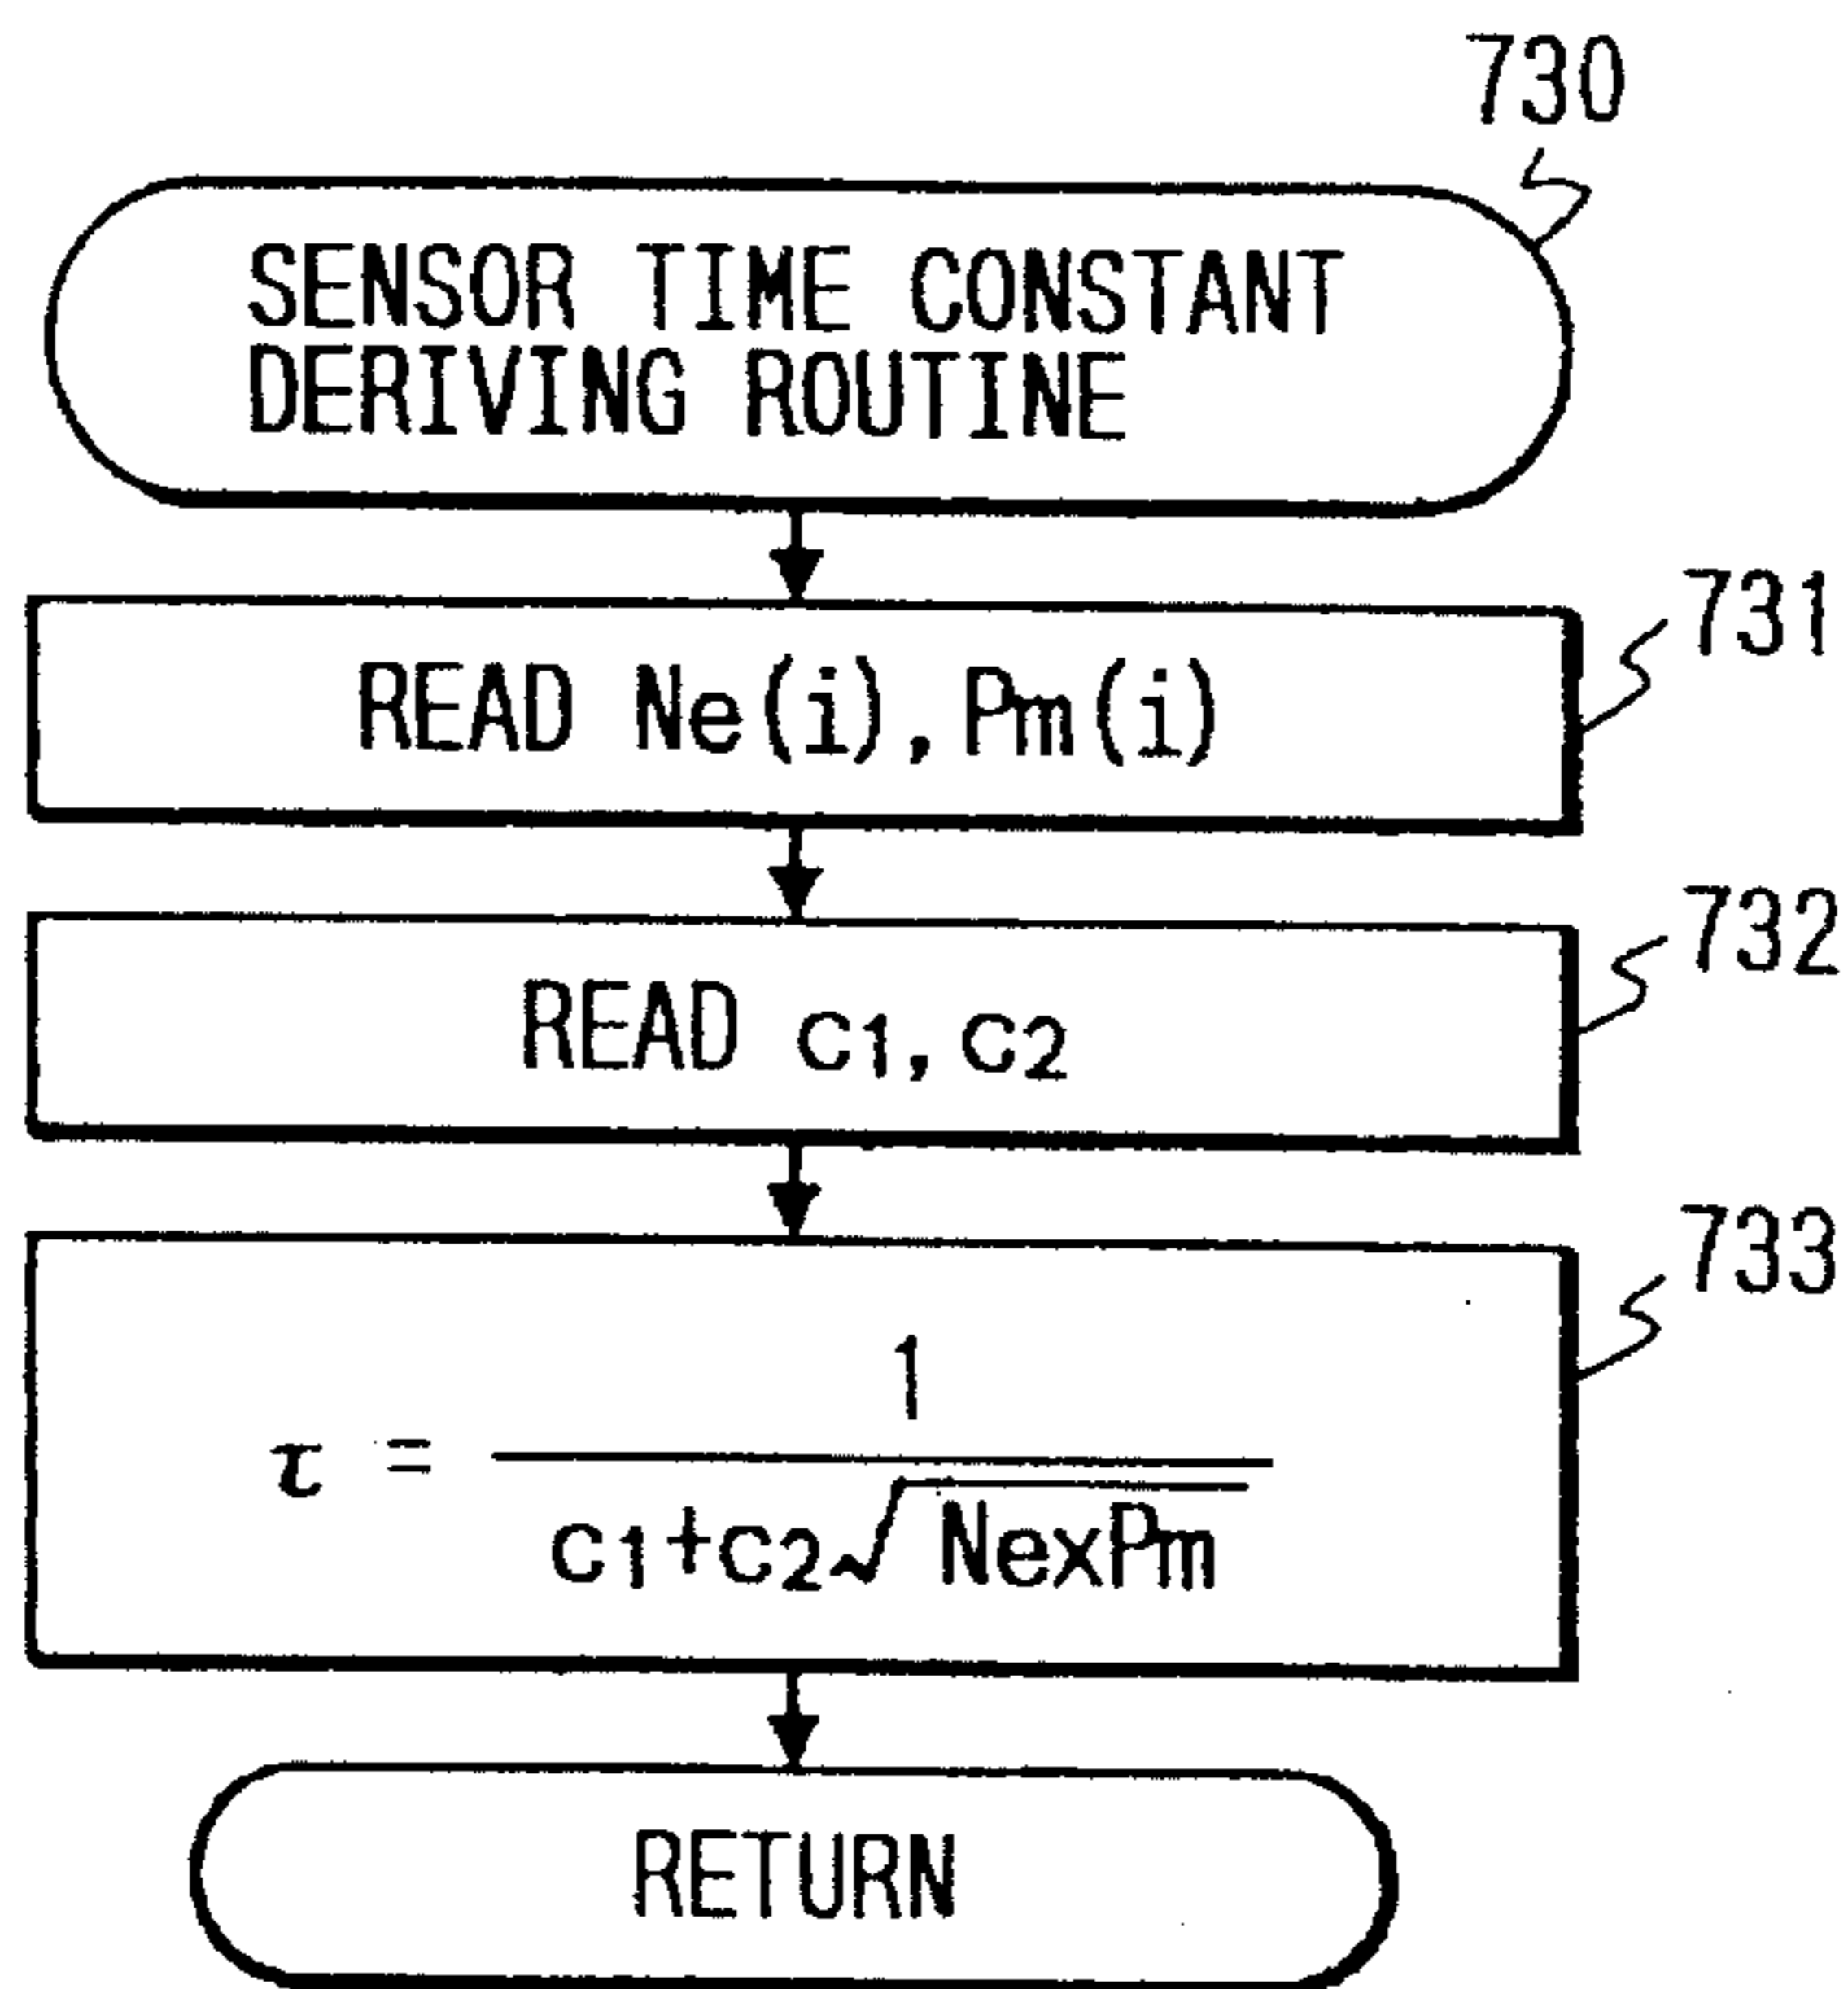 730
SENSOR TIME CONSTANT
DERIVING ROUTINE
731
READ Ne(i),Pm(i)
732
READ c1,c2
733
τ = 1 / c1+c2√NexPm
RETURN